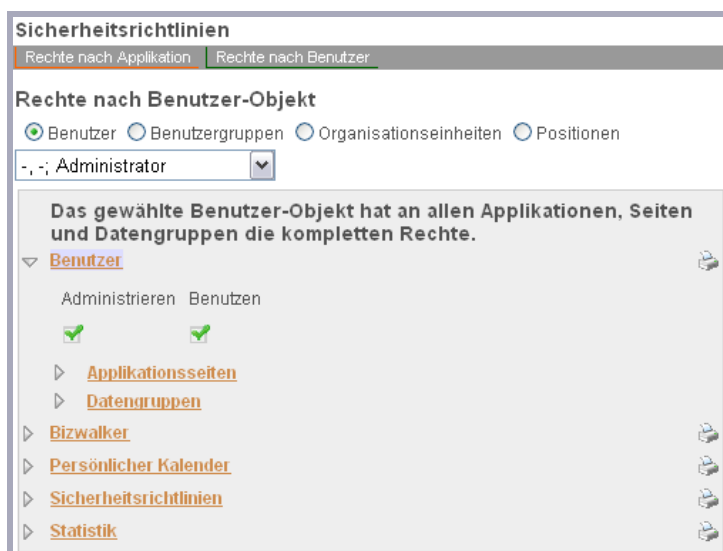 Sicherheitsrichtlinien
Rechte nach Applikation Rechte nach Benutzer
Rechte nach Benutzer-Objekt
Benutzer Benutzergruppen Organisationseinheiten Positionen
-, -; Administrator
Das gewählte Benutzer-Objekt hat an allen Applikationen, Seiten
und Datengruppen die kompletten Rechte.
Benutzer
Administrieren Benutzen
Applikationsseiten
Datengruppen
Bizwalker
Persönlicher Kalender
Sicherheitsrichtlinien
Statistik